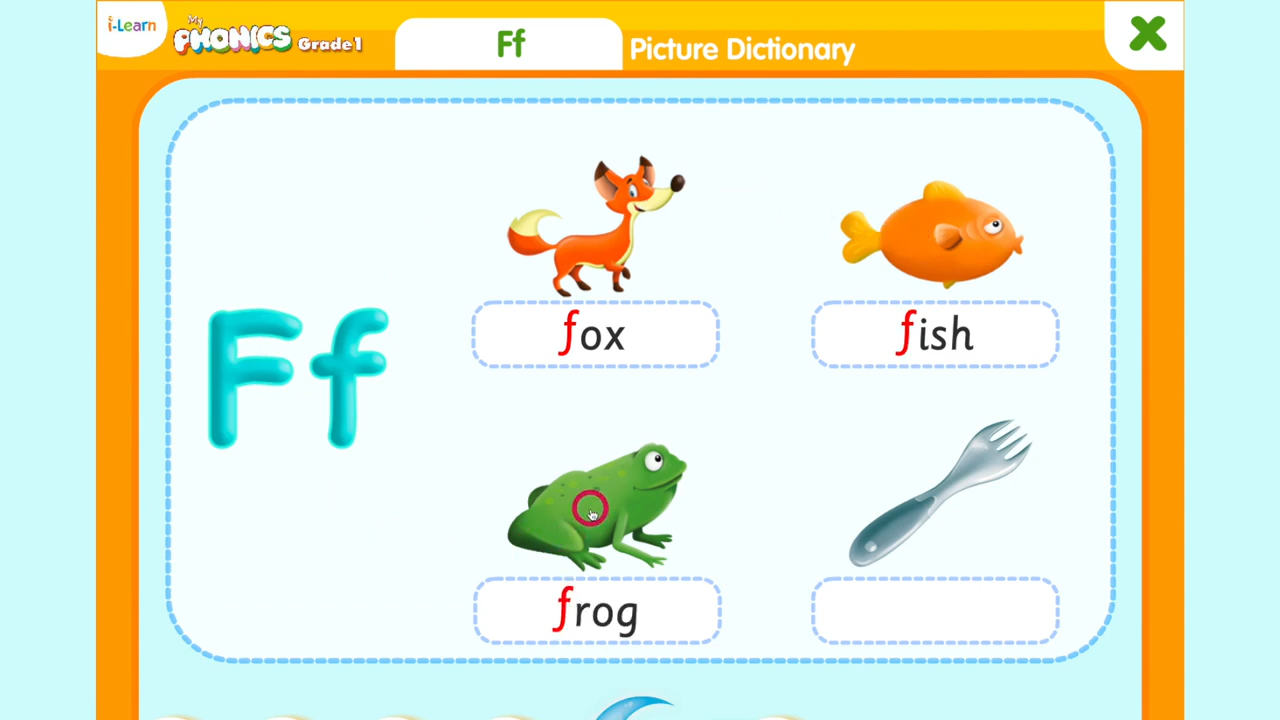 i-Learn
My
PHONICS Grade 1
Ff
Picture Dictionary
Ff
fox
fish
frog